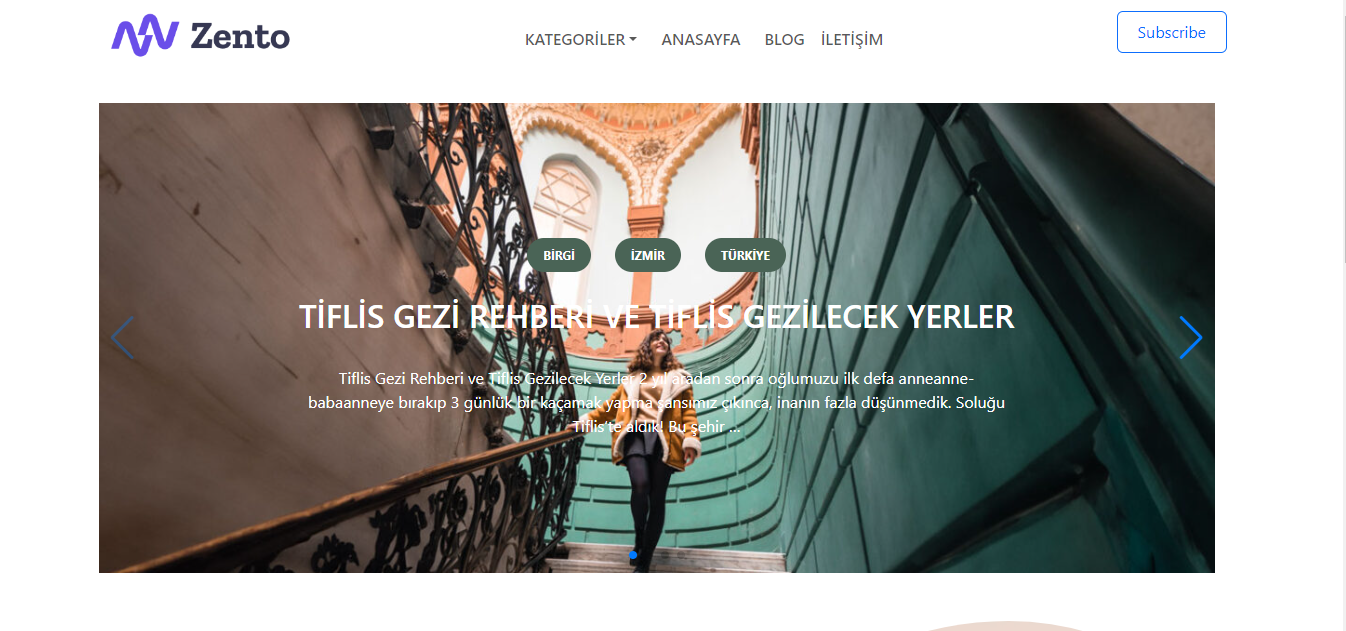 Zento
KATEGORİLER
ANASAYFA
BLOG
İLETİŞİM
Subscribe
BİRGİ
İZMİR
TÜRKİYE
TİFLİS GEZİ REHBERİ VE TİFLİS GEZİLECEK YERLER
Tiflis Gezi Rehberi ve Tiflis Gezilecek Yerler 2 yıl aradan sonra oğlumuzu ilk defa anneanne-
babaanneye bırakıp 3 günlük bir kaçamak yapma şansımız çıkınca, inanın fazla düşünmedik. Soluğu
Tiflis'te aldık! Bu şehir ...